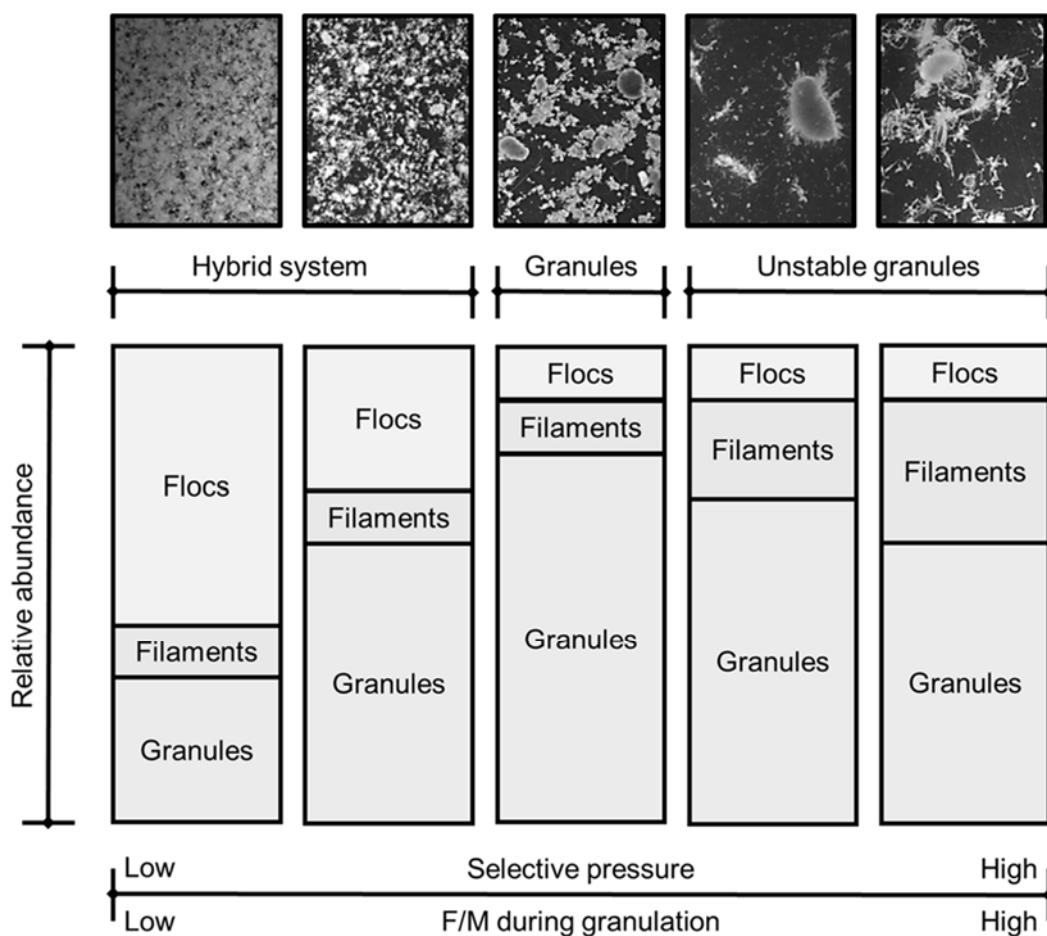 Hybrid system
Granules
Unstable granules
Relative abundance
Flocs
Filaments
Granules
Flocs
Filaments
Granules
Flocs
Filaments
Granules
Flocs
Filaments
Granules
Flocs
Filaments
Granules
Low
Selective pressure
High
Low
F/M during granulation
High